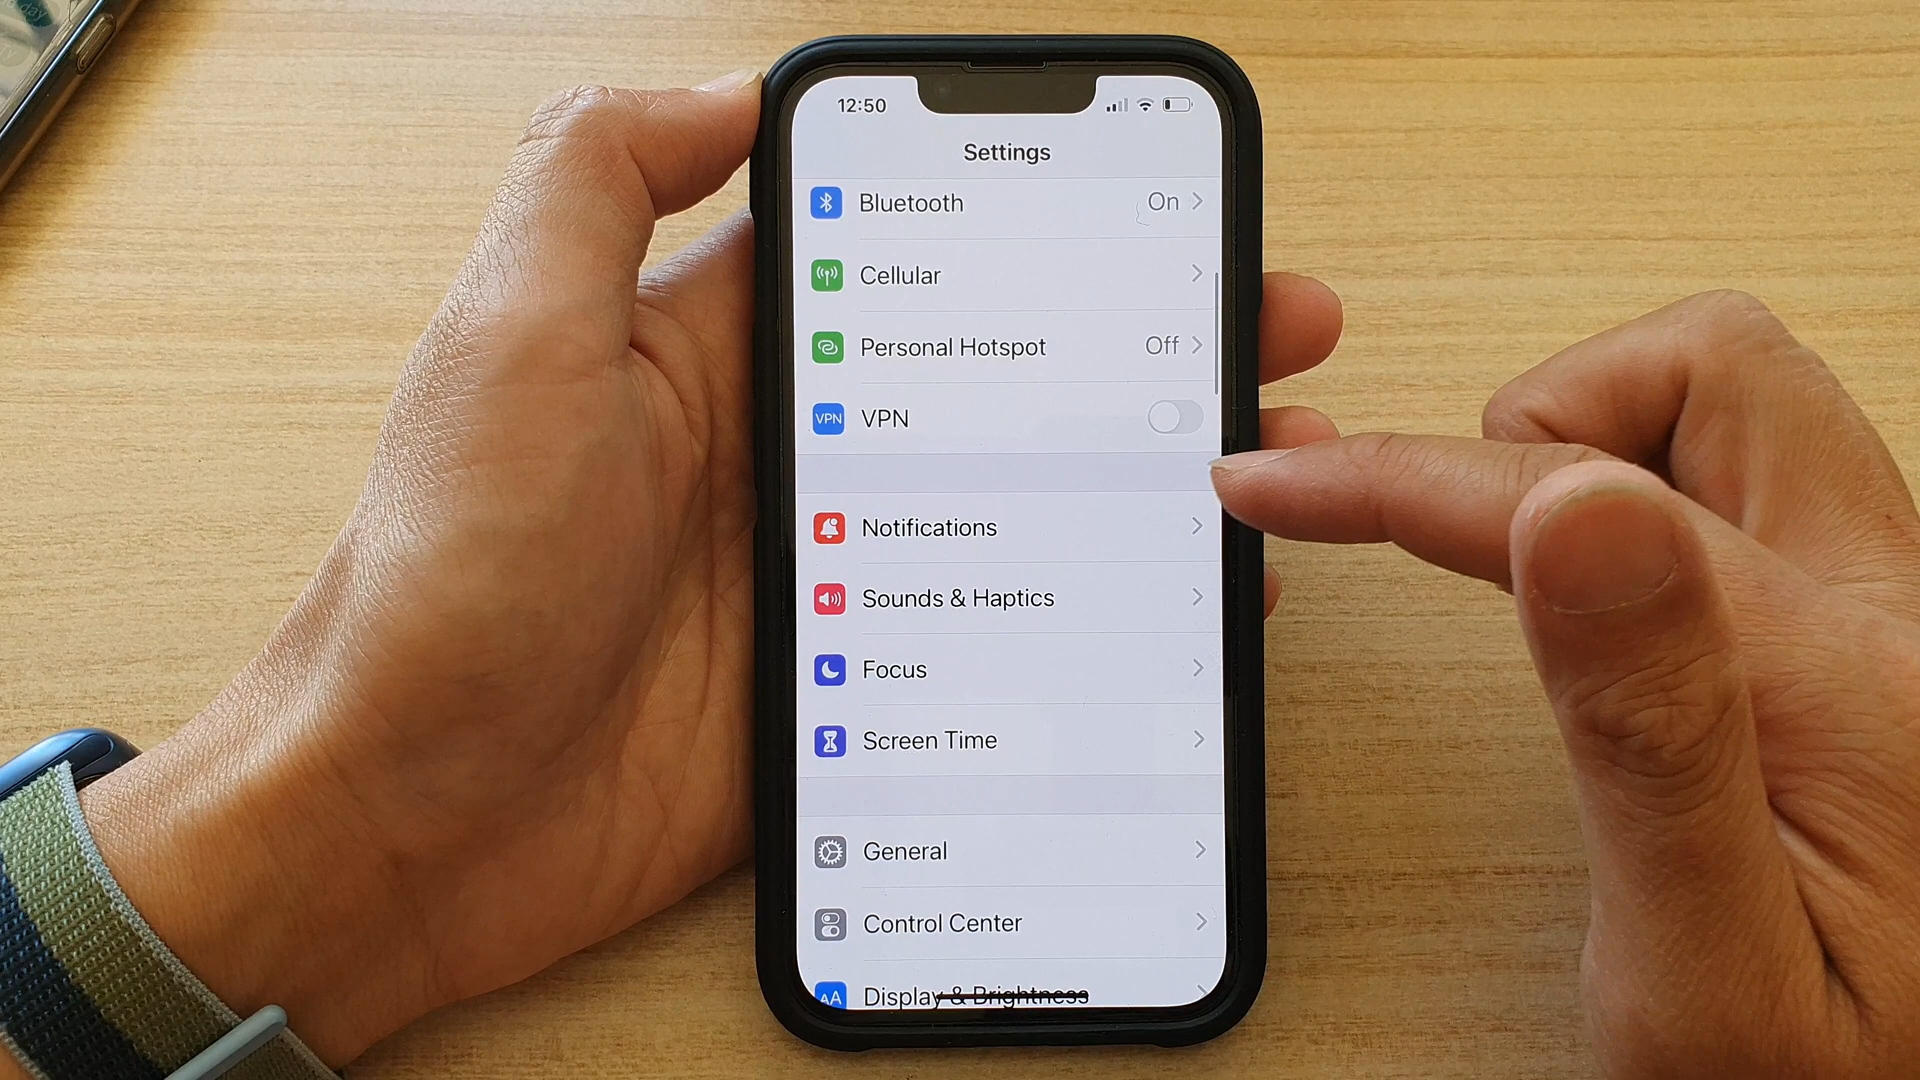 12:50
Settings
Bluetooth On
Cellular
Personal Hotspot Off
VPN VPN
Notifications
Sounds & Haptics
Focus
Screen Time
General
Control Center
AA Display & Brightness